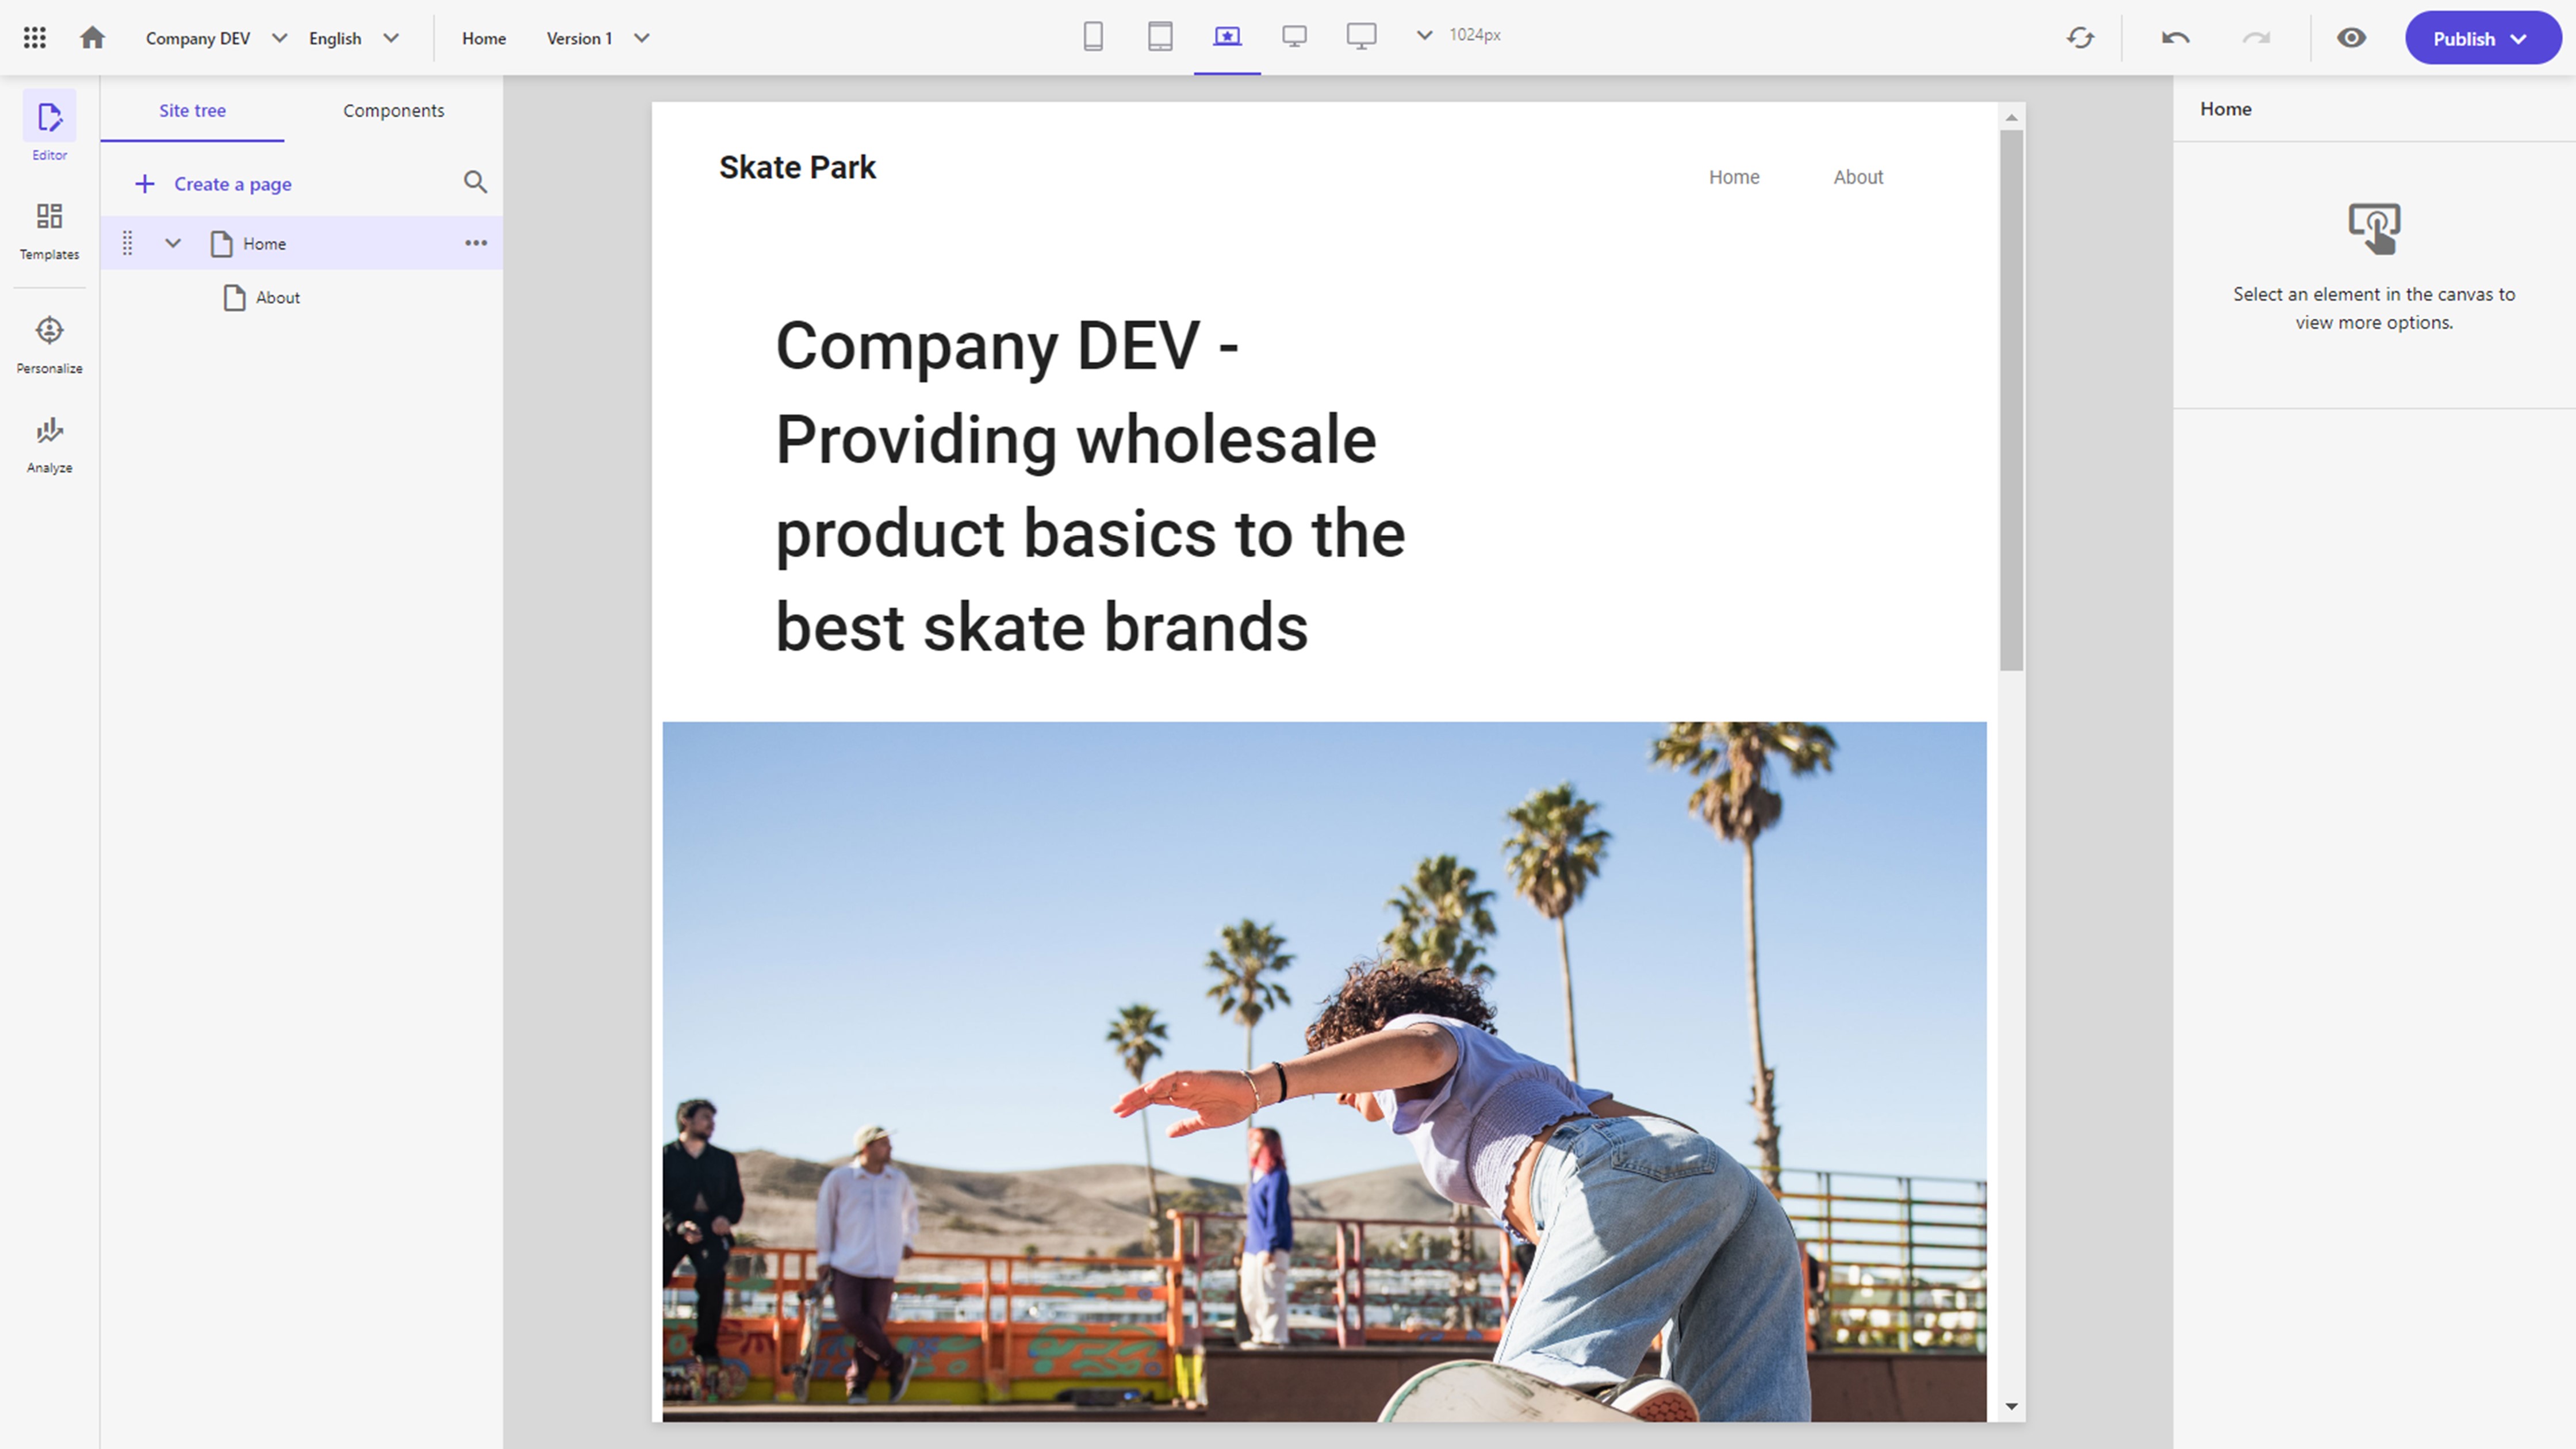 Company DEV English Home Version 1 1024px Publish
Editor
Templates
Personalize
Analyze
Site tree Components
Create a page
Home
About
Skate Park Home About
Company DEV -
Providing wholesale
product basics to the
best skate brands
Home
Select an element in the canvas to
view more options.